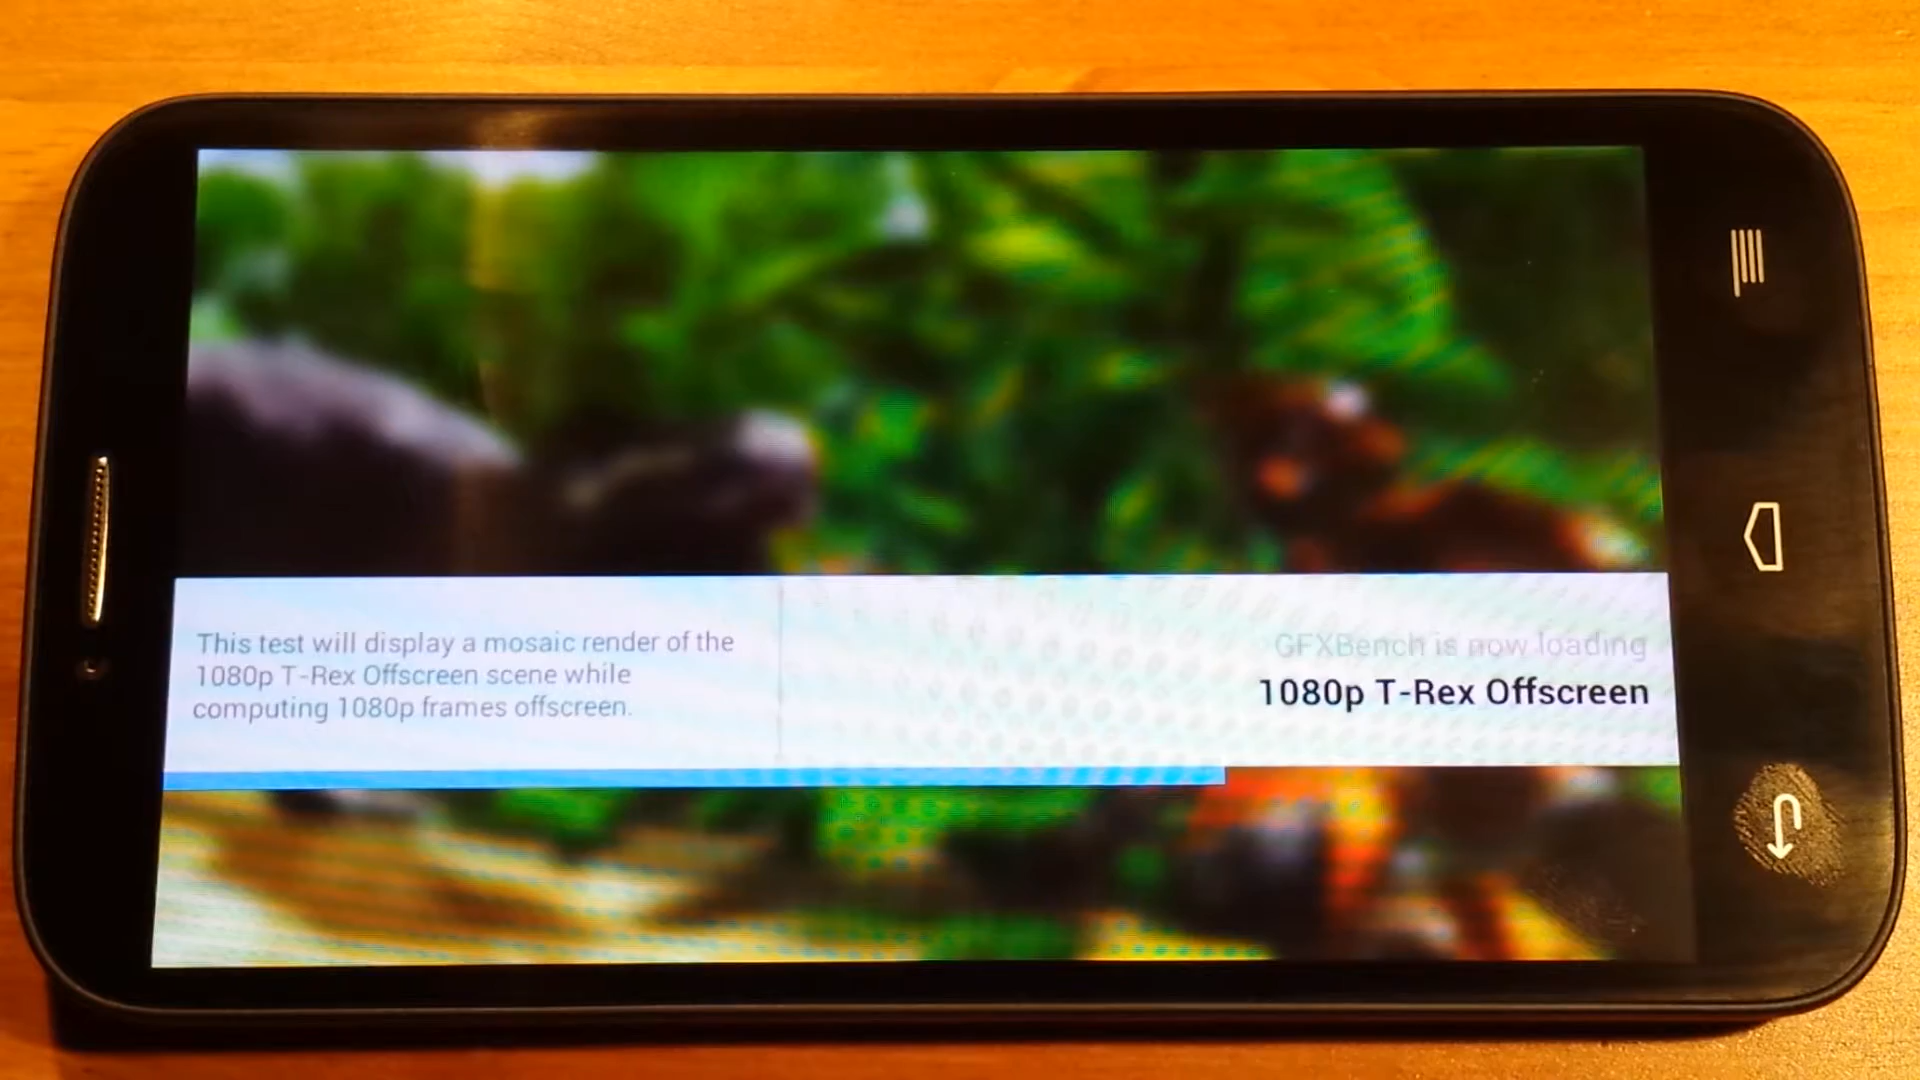 This test will display a mosaic render of the
1080p T-Rex Offscreen scene while
computing 1080p frames offscreen.
GFXBench is now loading
1080p T-Rex Offscreen